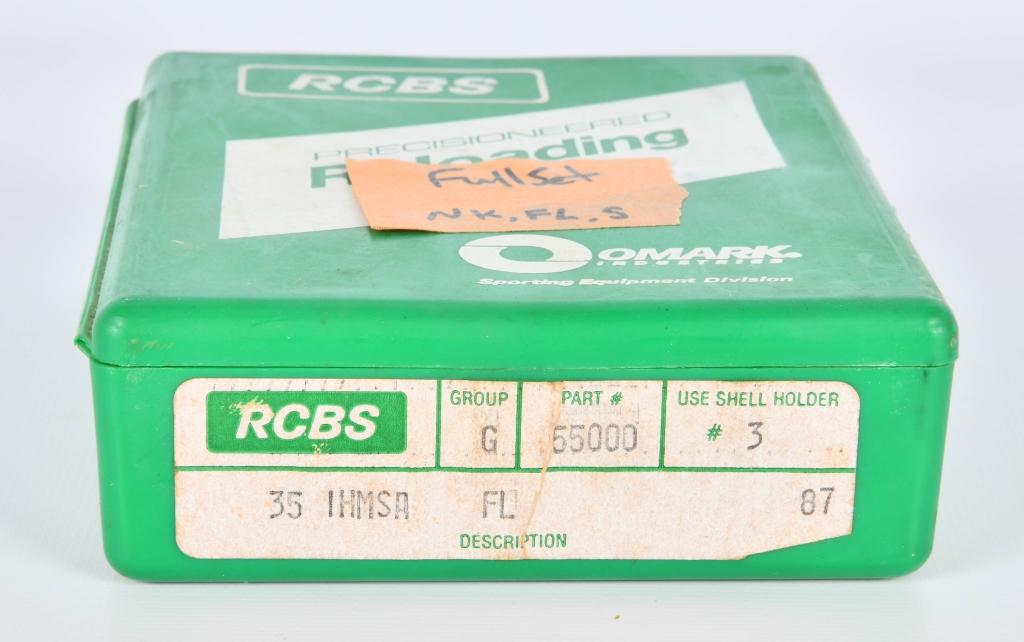 RCBS
PRECISIONEERED
Reloading
Full Set
NK, FL, S
OMARK
INDUSTRIES
Sporting Equipment Division
RCBS
GROUP
G
PART #
55000
USE SHELL HOLDER
# 3
35 IHMSA FL 87
DESCRIPTION